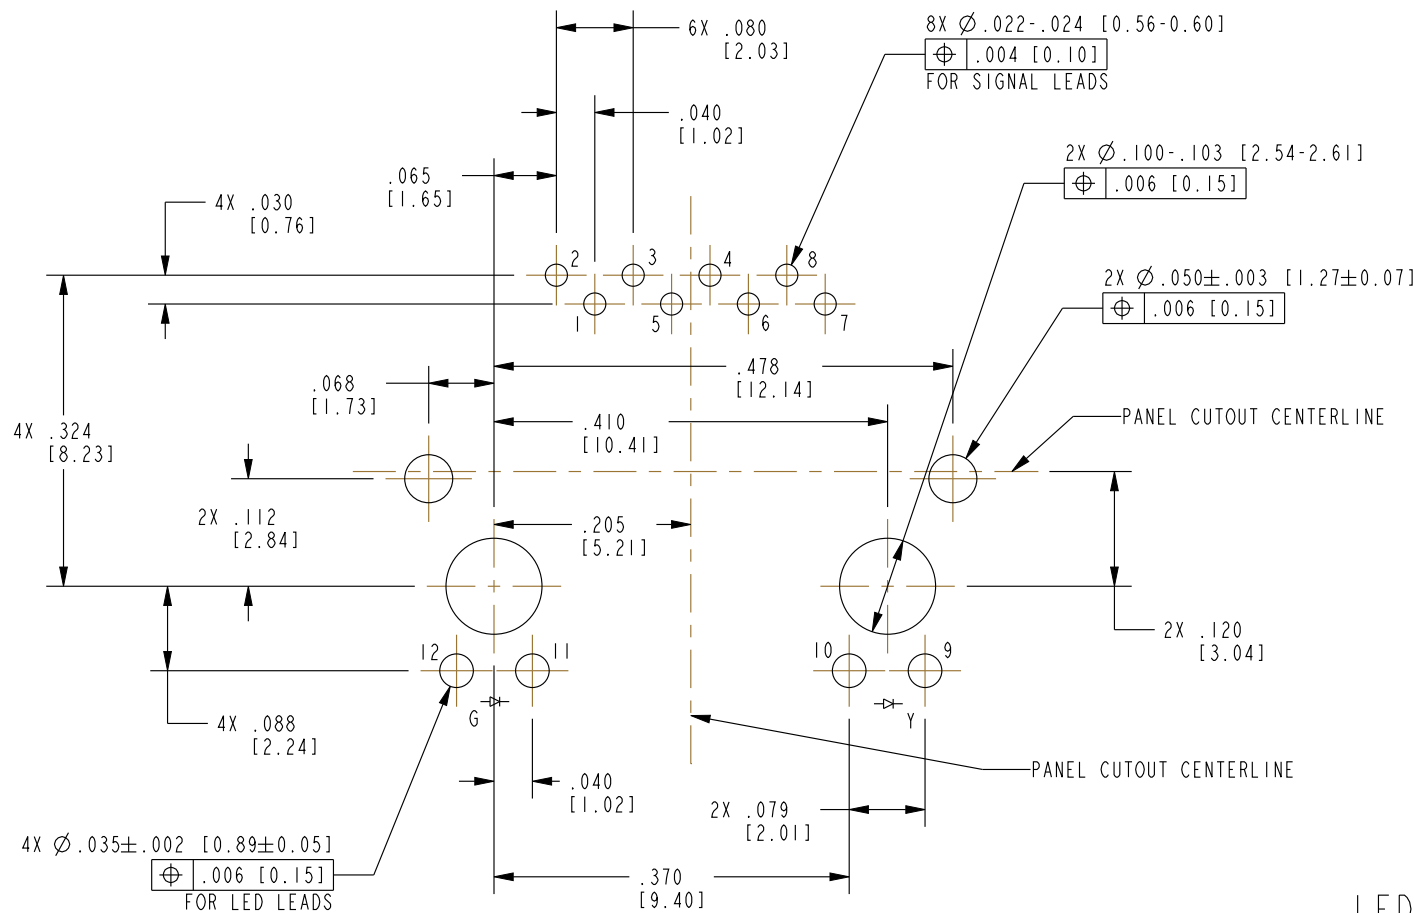 6X .080
[2.03]
8X Ø.022-.024 [0.56-0.60]
⌖ .004 [0.10]
FOR SIGNAL LEADS
.040
[1.02]
2X Ø.100-.103 [2.54-2.61]
⌖ .006 [0.15]
.065
[1.65]
4X .030
[0.76]
2 3 4 8
2X Ø.050±.003 [1.27±0.07]
⌖ .006 [0.15]
1 5 6 7
.478
[12.14]
.068
[1.73]
.410
[10.41]
PANEL CUTOUT CENTERLINE
4X .324
[8.23]
2X .112
[2.84]
.205
[5.21]
2X .120
[3.04]
12 11 10 9
G Y
4X .088
[2.24]
PANEL CUTOUT CENTERLINE
.040
[1.02]
2X .079
[2.01]
4X Ø.035±.002 [0.89±0.05]
⌖ .006 [0.15]
FOR LED LEADS
.370
[9.40]
LED